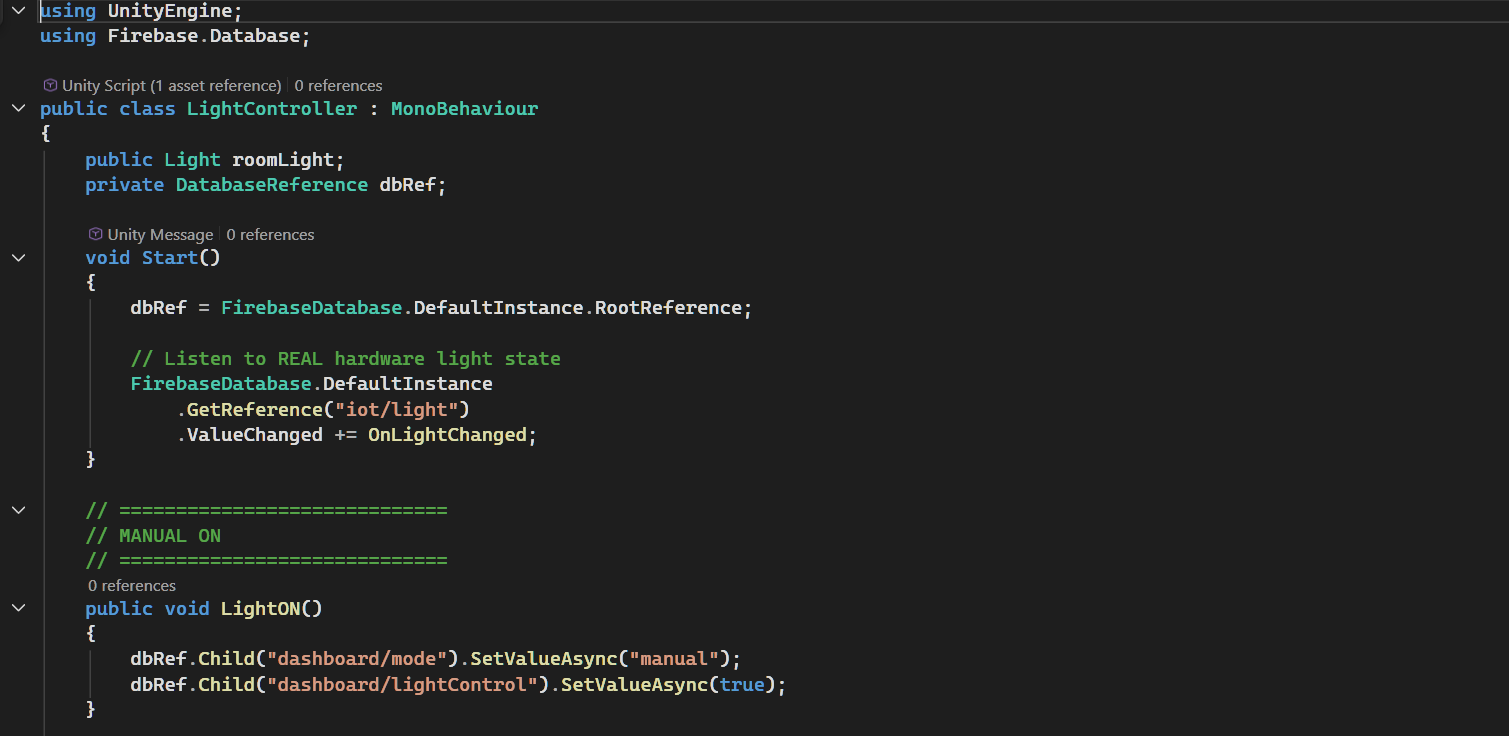 using UnityEngine;
using Firebase.Database;
Unity Script (1 asset reference) | 0 references
public class LightController : MonoBehaviour
{
public Light roomLight;
private DatabaseReference dbRef;
Unity Message | 0 references
void Start()
{
dbRef = FirebaseDatabase.DefaultInstance.RootReference;
// Listen to REAL hardware light state
FirebaseDatabase.DefaultInstance
.GetReference("iot/light")
.ValueChanged += OnLightChanged;
}
// =============================
// MANUAL ON
// =============================
0 references
public void LightON()
{
dbRef.Child("dashboard/mode").SetValueAsync("manual");
dbRef.Child("dashboard/lightControl").SetValueAsync(true);
}